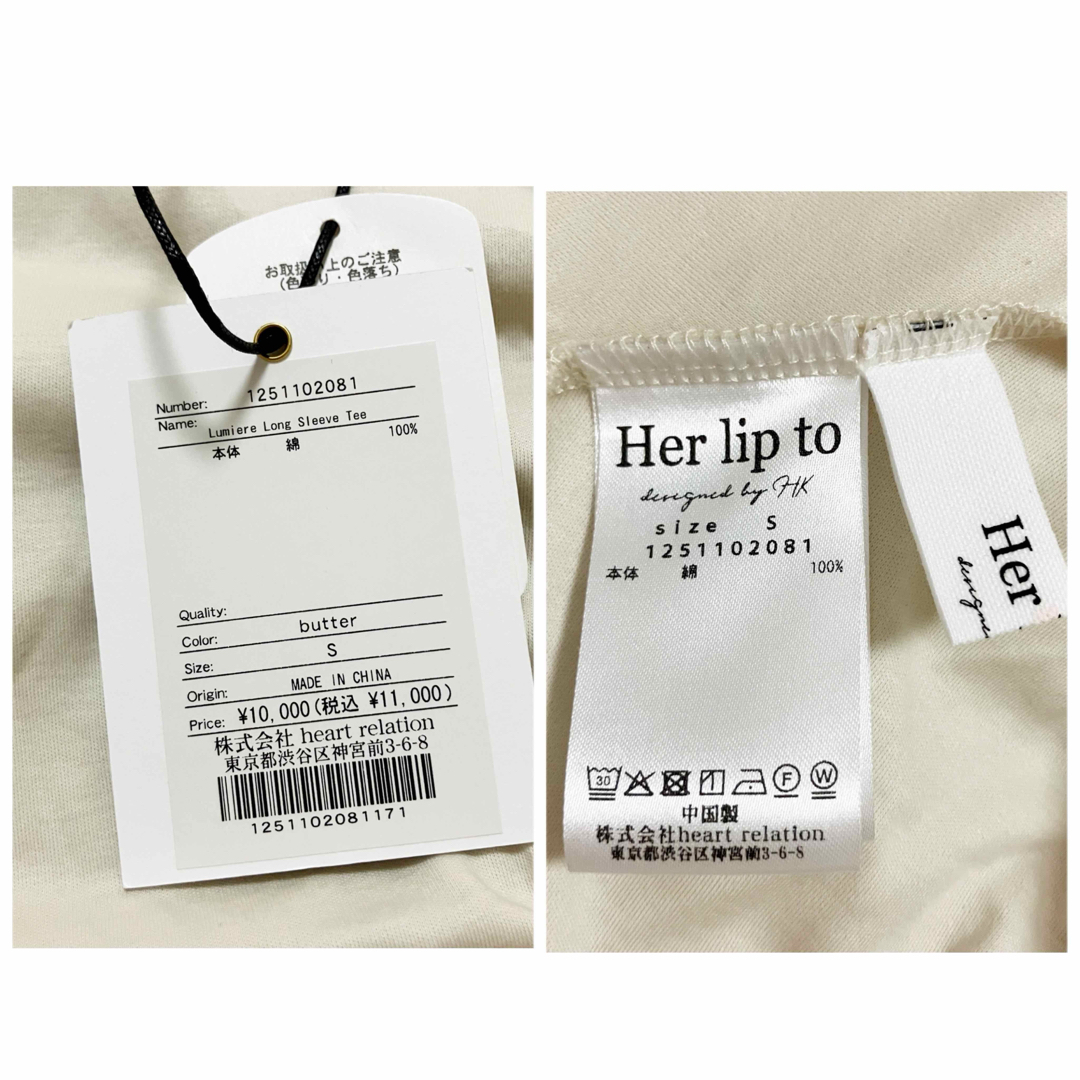 お取扱 上のご注意
(色 り・色落ち)
Number: 1251102081
Name: Lumiere Long Sleeve Tee
本体 綿 100%
Quality:
Color: butter
Size: S
Origin: MADE IN CHINA
Price: ¥10,000(税込 ¥11,000)
株式会社 heart relation
東京都渋谷区神宮前3-6-8
1251102081171
Her lip to
designed by HK
size S
1251102081
本体 綿 100%
30
F
W
中国製
株式会社heart relation
東京都渋谷区神宮前3-6-8
Her
designe